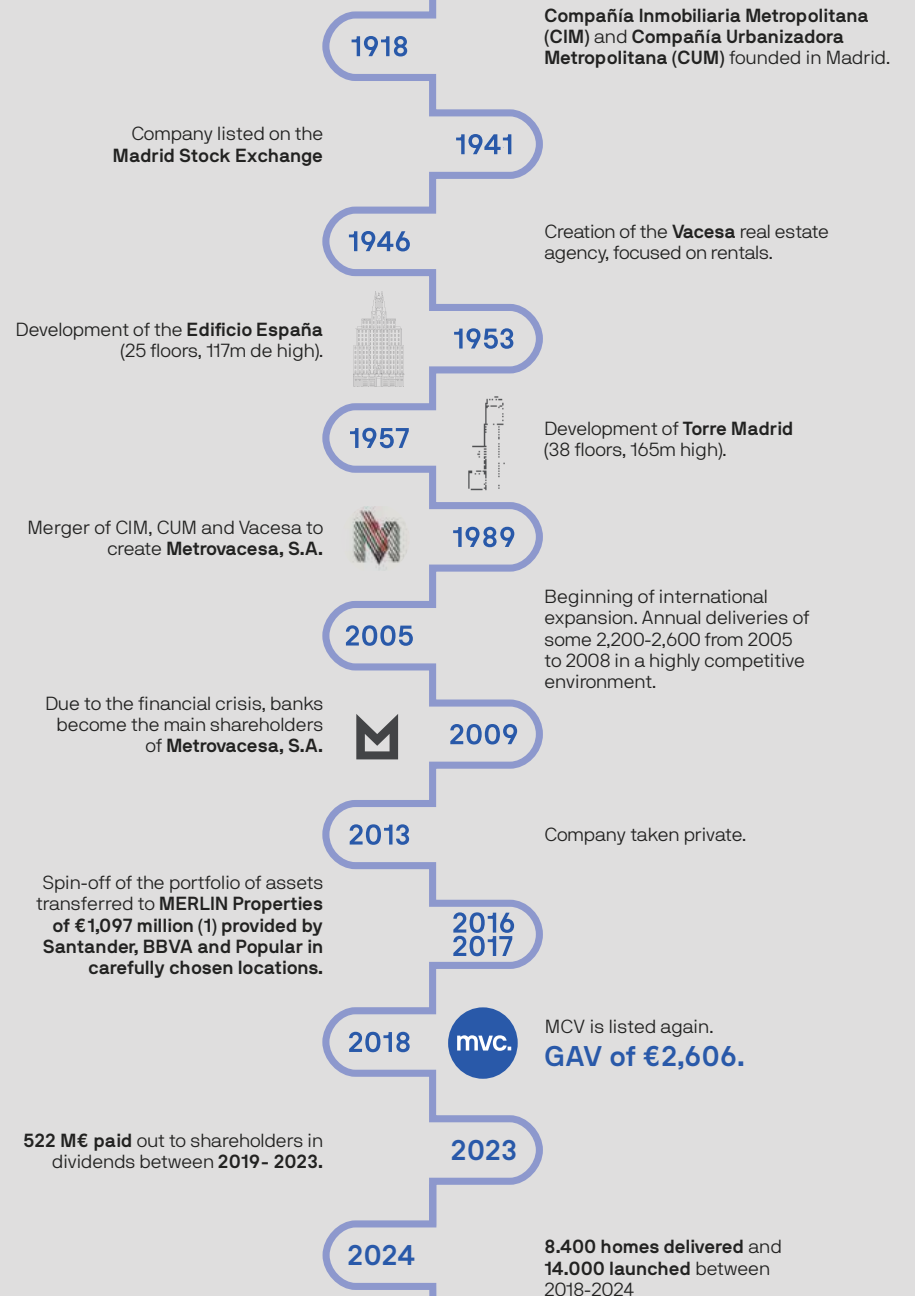 1918
Compañía Inmobiliaria Metropolitana
(CIM) and Compañía Urbanizadora
Metropolitana (CUM) founded in Madrid.
Company listed on the
Madrid Stock Exchange
1941
1946
Creation of the Vacesa real estate
agency, focused on rentals.
Development of the Edificio España
(25 floors, 117m de high).
1953
1957
Development of Torre Madrid
(38 floors, 165m high).
Merger of CIM, CUM and Vacesa to
create Metrovacesa, S.A.
1989
2005
Beginning of international
expansion. Annual deliveries of
some 2,200-2,600 from 2005
to 2008 in a highly competitive
environment.
Due to the financial crisis, banks
become the main shareholders
of Metrovacesa, S.A.
2009
2013
Company taken private.
Spin-off of the portfolio of assets
transferred to MERLIN Properties
of €1,097 million (1) provided by
Santander, BBVA and Popular in
carefully chosen locations.
2016
2017
2018
mvc.
MCV is listed again.
GAV of €2,606.
522 M€ paid out to shareholders in
dividends between 2019- 2023.
2023
2024
8.400 homes delivered and
14.000 launched between
2018-2024